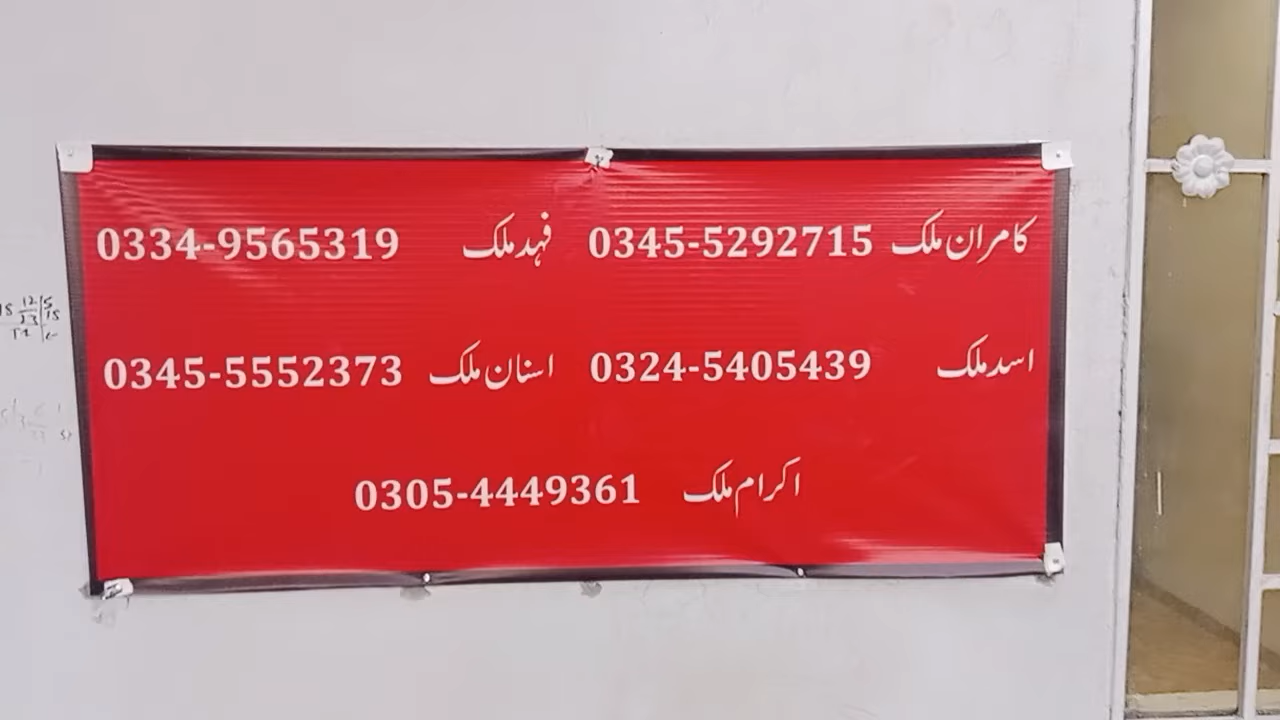 کامران ملک 0345-5292715 فہد ملک 0334-9565319
اسد ملک 0324-5405439 اسنان ملک 0345-5552373
اکرام ملک 0305-4449361